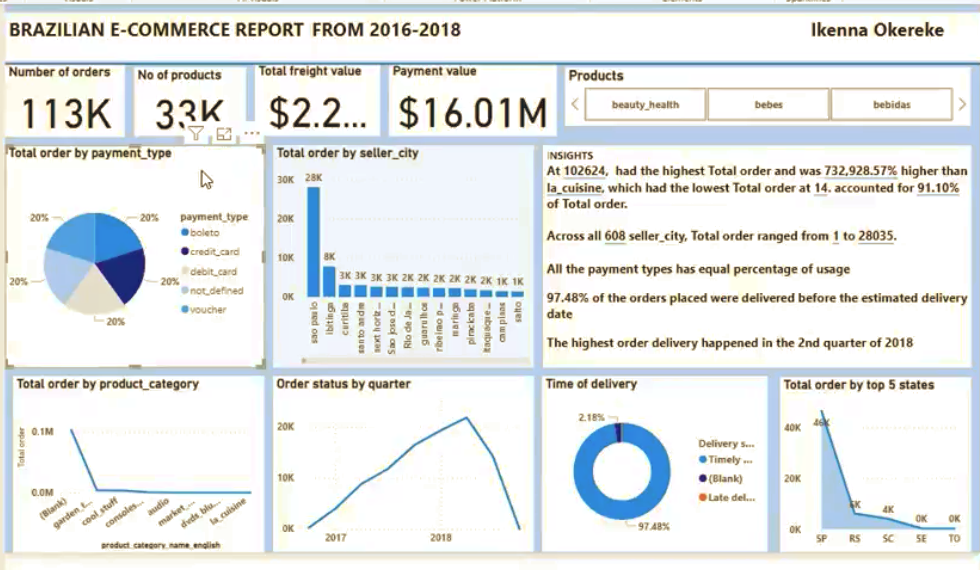 BRAZILIAN E-COMMERCE REPORT FROM 2016-2018
Ikenna Okereke
Number of orders
113K
No of products
33K
Total freight value
$2.2...
Payment value
$16.01M
Products
beauty_health
bebes
bebidas
Total order by payment_type
20%
20%
20%
20%
20%
payment_type
boleto
credit_card
debit_card
not_defined
voucher
Total order by seller_city
30K
20K
10K
0K
28K
8K
3K
3K
3K
3K
2K
2K
2K
2K
2K
2K
1K
1K
sao paulo
ibitinga
curitiba
santo andre
Sao jose d...
Rio de Ja...
guarulhos
ribeirao p...
maringa
piracicaba
itaquaque...
campinas
salto
INSIGHTS
At 102624, had the highest Total order and was 732,928.57% higher than
la_cuisine, which had the lowest Total order at 14. accounted for 91.10%
of Total order.
Across all 608 seller_city, Total order ranged from 1 to 28035.
All the payment types has equal percentage of usage
97.48% of the orders placed were delivered before the estimated delivery
date
The highest order delivery happened in the 2nd quarter of 2018
Total order by product_category
Total order
0.1M
0.0M
(Blank)
garden_t...
cool_stuff
consoles...
audio
market_...
dvds_blu...
la_cuisine
product_category_name_english
Order status by quarter
20K
10K
0K
2017
2018
Time of delivery
2.18%
97.48%
Delivery s...
Timely ...
(Blank)
Late del...
Total order by top 5 states
40K
20K
0K
46K
6K
4K
0K
0K
SP
RS
SC
SE
TO